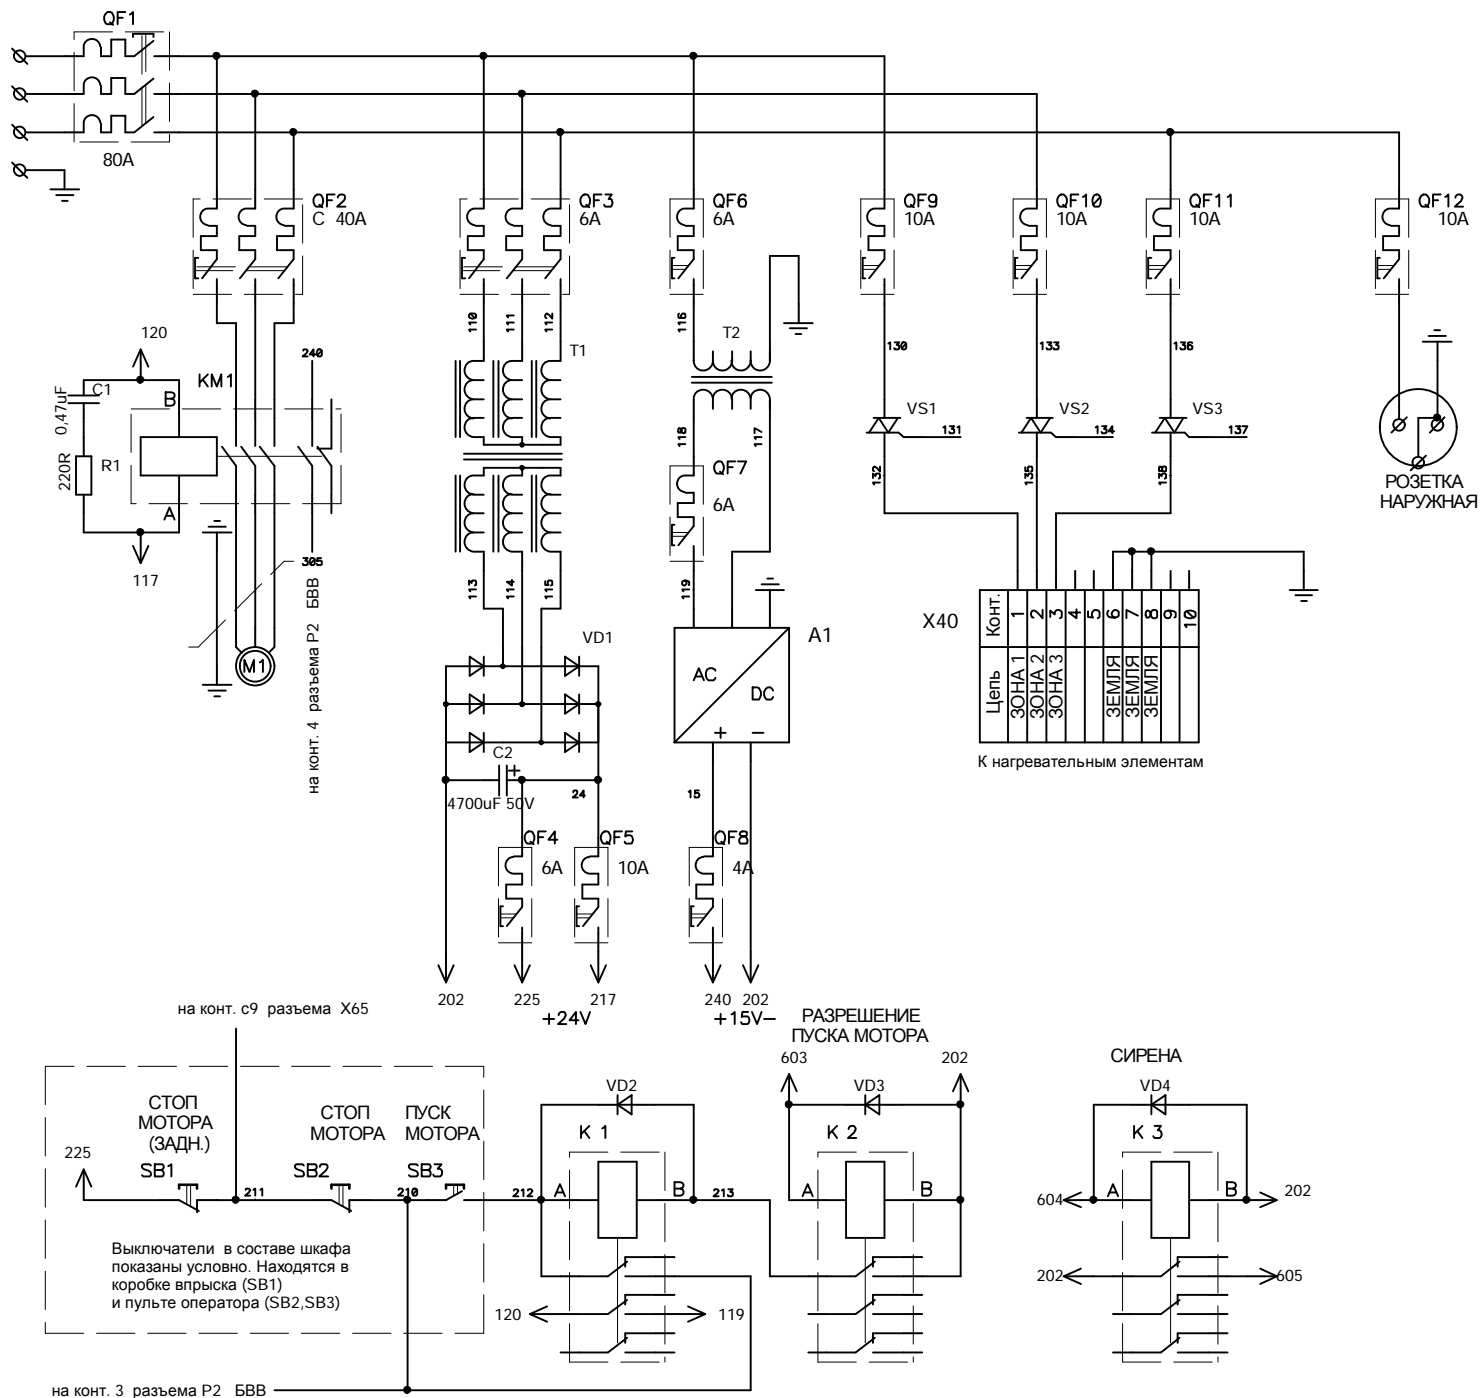 QF1
80A
QF2
C 40A
QF3
6A
QF6
6A
QF9
10A
QF10
10A
QF11
10A
QF12
10A
110
111
112
116
T2
120
240
KM1
T1
130
133
136
C1
0,47uF
B
220R
R1
A
118
117
VS1
131
VS2
134
VS3
137
QF7
6A
132
135
138
РОЗЕТКА
НАРУЖНАЯ
117
305
M1
на конт. 4 разъема P2 БВВ
113
114
115
119
VD1
A1
AC
DC
+ −
X40
Цепь Конт.
ЗОНА 1 1
ЗОНА 2 2
ЗОНА 3 3
4
5
ЗЕМЛЯ 6
ЗЕМЛЯ 7
ЗЕМЛЯ 8
9
10
К нагревательным элементам
C2
+
4700uF 50V
24
15
QF4
6A
QF5
10A
QF8
4A
202
225
217
+24V
240
202
+15V−
на конт. c9 разъема X65
РАЗРЕШЕНИЕ
ПУСКА МОТОРА
603
202
СИРЕНА
СТОП
МОТОРА
(ЗАДН.)
СТОП
МОТОРА
ПУСК
МОТОРА
225
SB1
211
SB2
210
SB3
212
VD2
K 1
A
B
213
VD3
K 2
A
B
VD4
K 3
604
A
B
202
Выключатели в составе шкафа
показаны условно. Находятся в
коробке впрыска (SB1)
и пульте оператора (SB2,SB3)
120
119
202
605
на конт. 3 разъема P2 БВВ